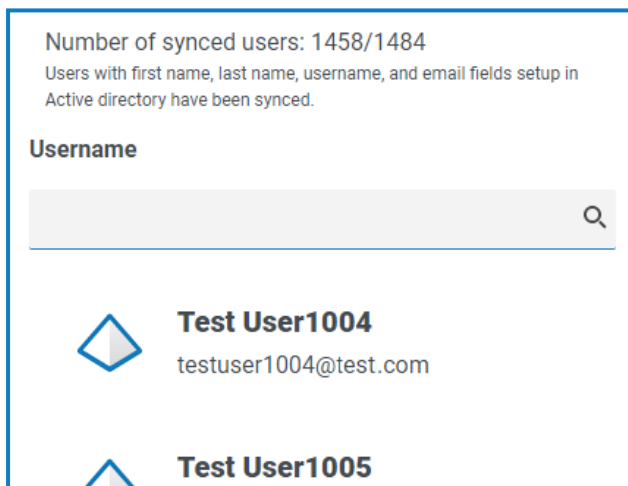 Number of synced users: 1458/1484
Users with first name, last name, username, and email fields setup in
Active directory have been synced.
Username
Test User1004
testuser1004@test.com
Test User1005